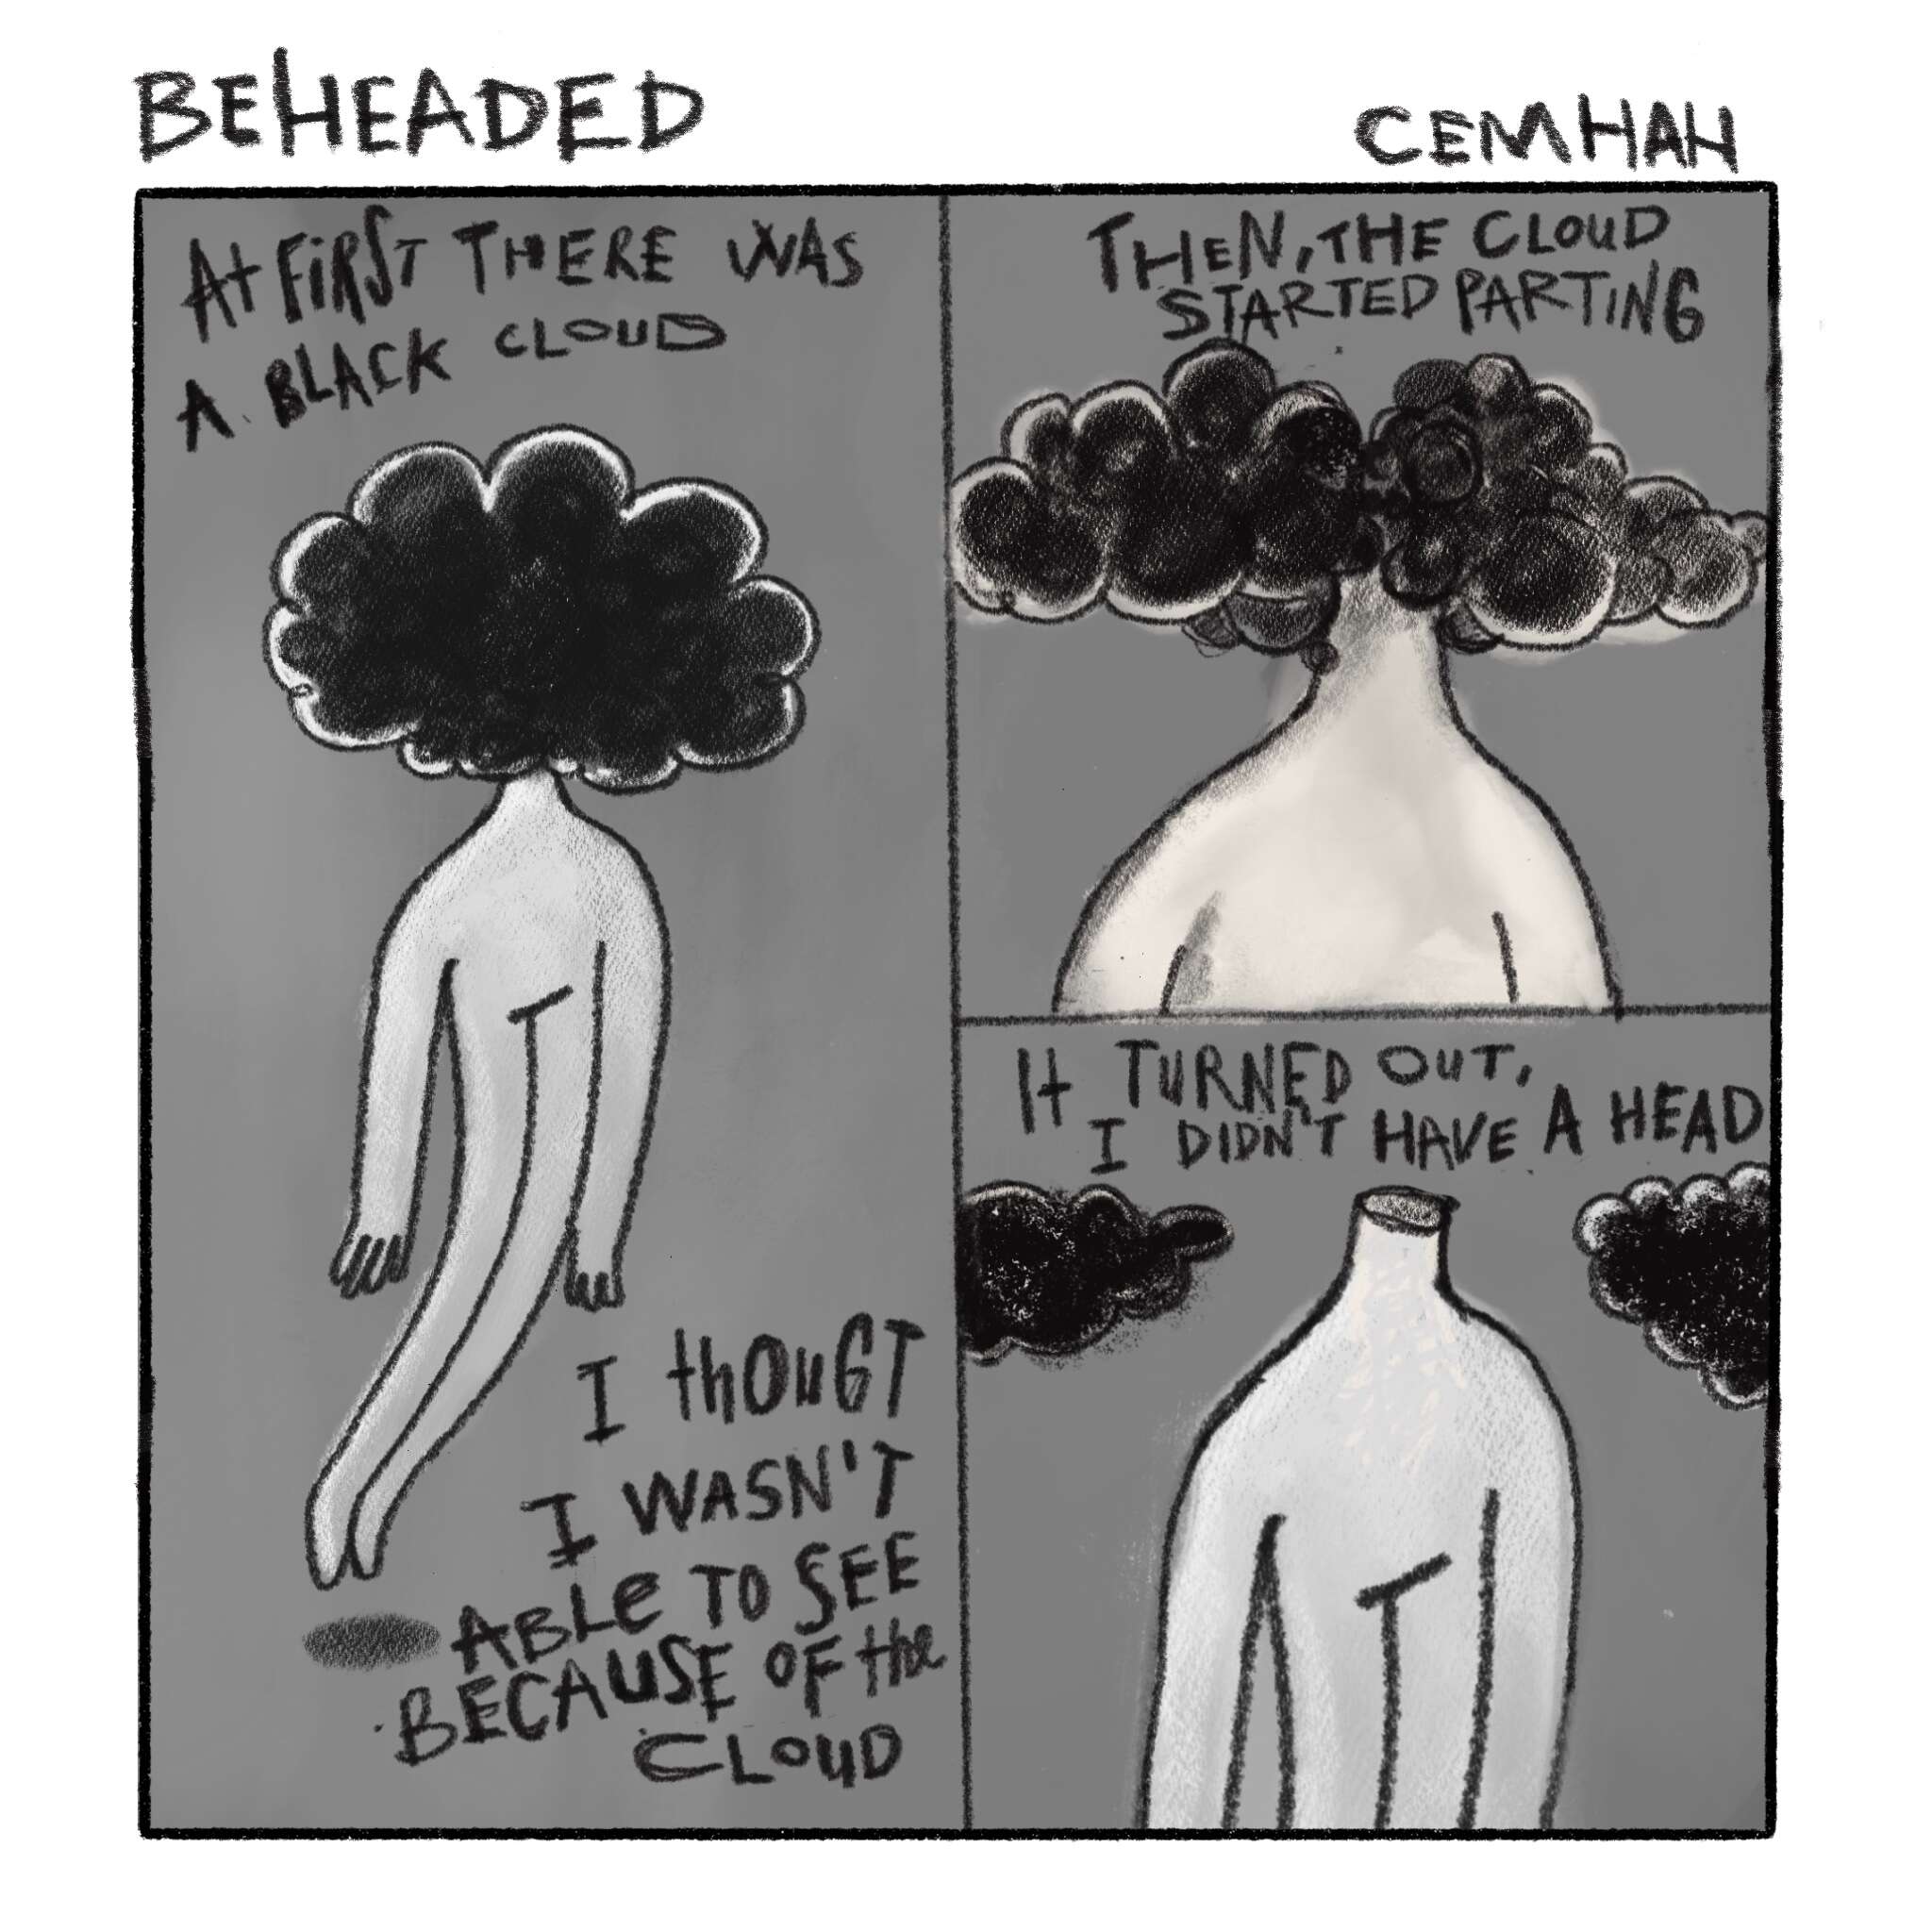 BEHEADED
CEMHAH
At FiRST THERE WAS
A BLACK CLOUD
I thOuGT
I WASN'T
ABLe TO SEE
BECAUSE OF the
CLOUD
THEN, THE CLOUD
STARTED PARTING
It TURNED OUT,
I DIDN'T HAVE A HEAD